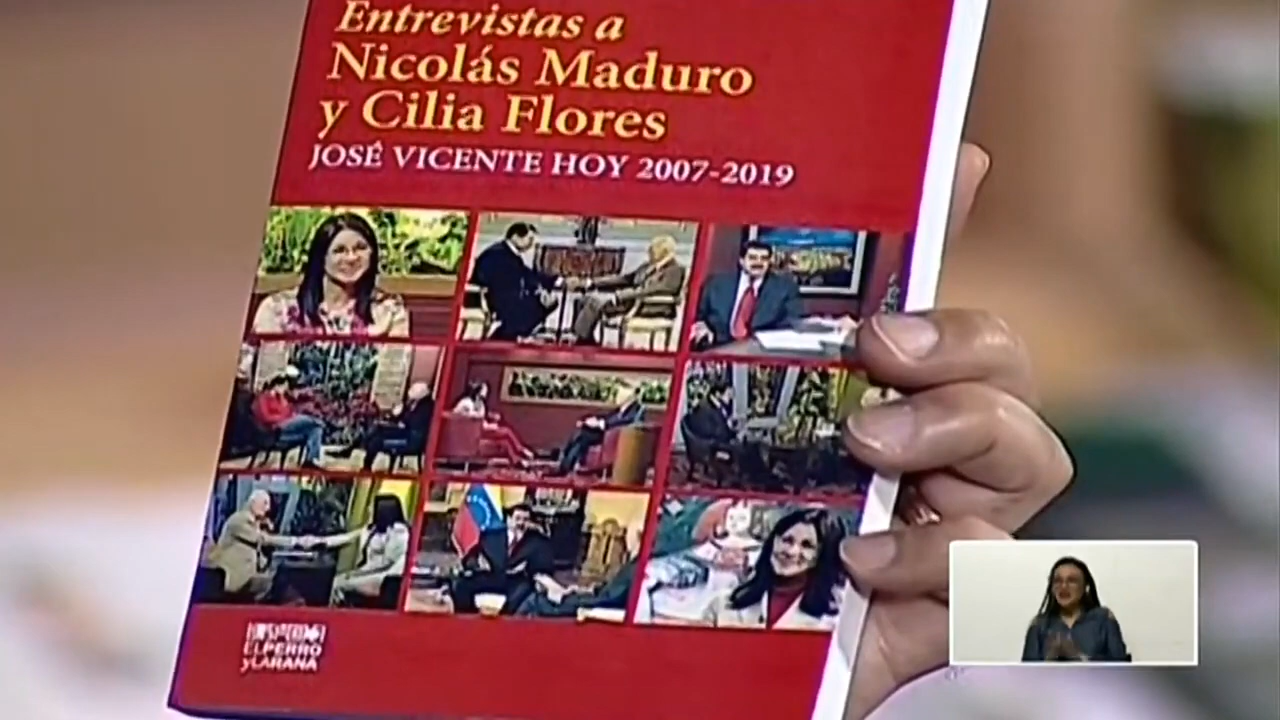 Entrevistas a
Nicolás Maduro
y Cilia Flores
JOSÉ VICENTE HOY 2007-2019
EL PERRO
y LA RANA